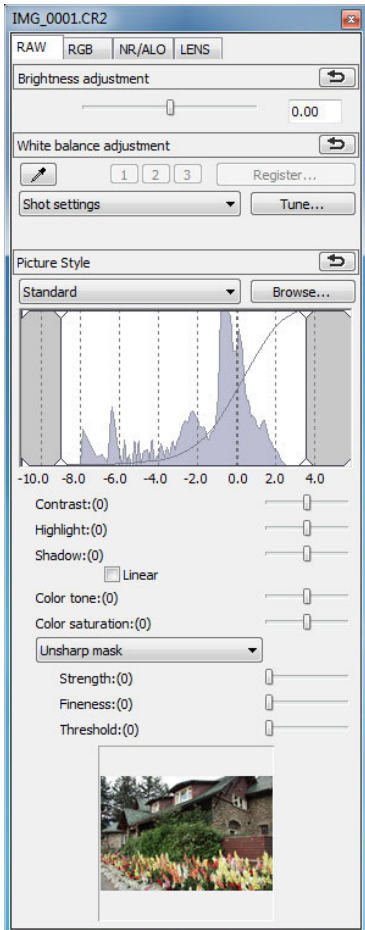 IMG_0001.CR2
RAW RGB NR/ALO LENS
Brightness adjustment
0.00
White balance adjustment
1 2 3 Register...
Shot settings Tune...
Picture Style
Standard Browse...
-10.0 -8.0 -6.0 -4.0 -2.0 0.0 2.0 4.0
Contrast:(0)
Highlight:(0)
Shadow:(0)
Linear
Color tone:(0)
Color saturation:(0)
Unsharp mask
Strength:(0)
Fineness:(0)
Threshold:(0)